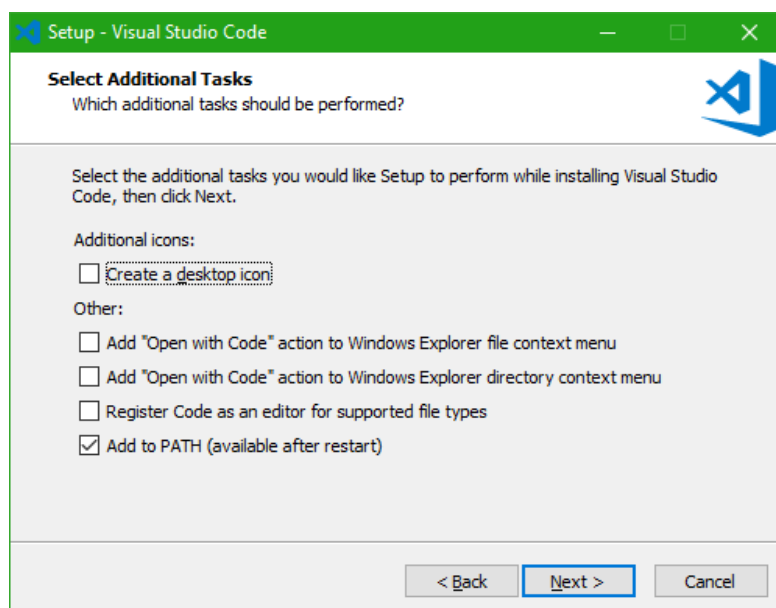 Setup - Visual Studio Code
Select Additional Tasks
Which additional tasks should be performed?
Select the additional tasks you would like Setup to perform while installing Visual Studio
Code, then click Next.
Additional icons:
Create a desktop icon
Other:
Add "Open with Code" action to Windows Explorer file context menu
Add "Open with Code" action to Windows Explorer directory context menu
Register Code as an editor for supported file types
Add to PATH (available after restart)
< Back Next > Cancel